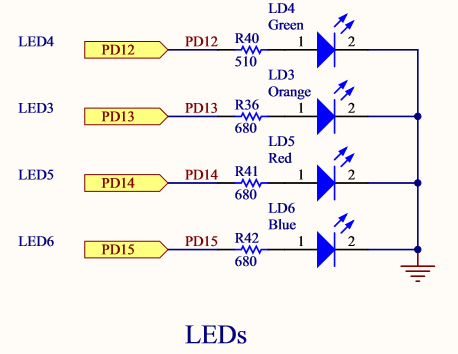 LD4
Green
LED4
PD12
PD12
R40
510
1
2
LD3
Orange
LED3
PD13
PD13
R36
680
1
2
LD5
Red
LED5
PD14
PD14
R41
680
1
2
LD6
Blue
LED6
PD15
PD15
R42
680
1
2
LEDs